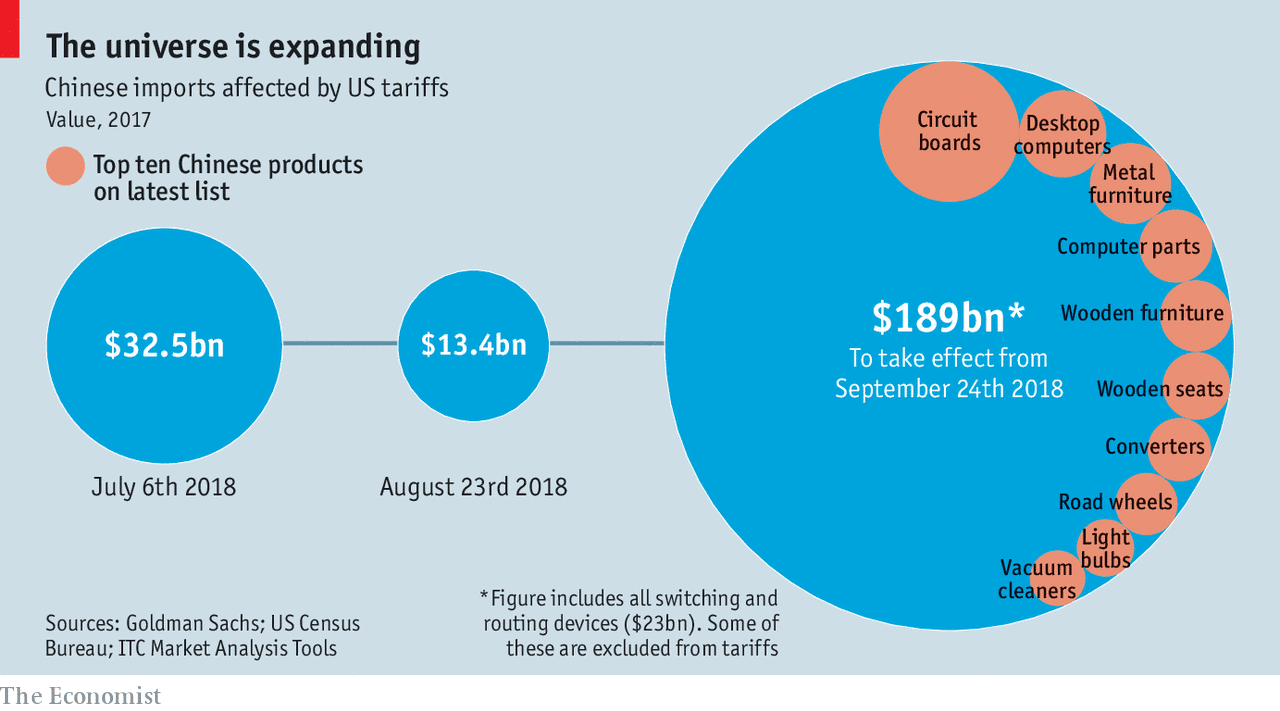 The universe is expanding
Chinese imports affected by US tariffs
Value, 2017
Top ten Chinese products
on latest list
$32.5bn
July 6th 2018
$13.4bn
August 23rd 2018
$189bn*
To take effect from
September 24th 2018
Circuit
boards
Desktop
computers
Metal
furniture
Computer parts
Wooden furniture
Wooden seats
Converters
Road wheels
Light
bulbs
Vacuum
cleaners
*Figure includes all switching and
routing devices ($23bn). Some of
these are excluded from tariffs
Sources: Goldman Sachs; US Census
Bureau; ITC Market Analysis Tools
The Economist